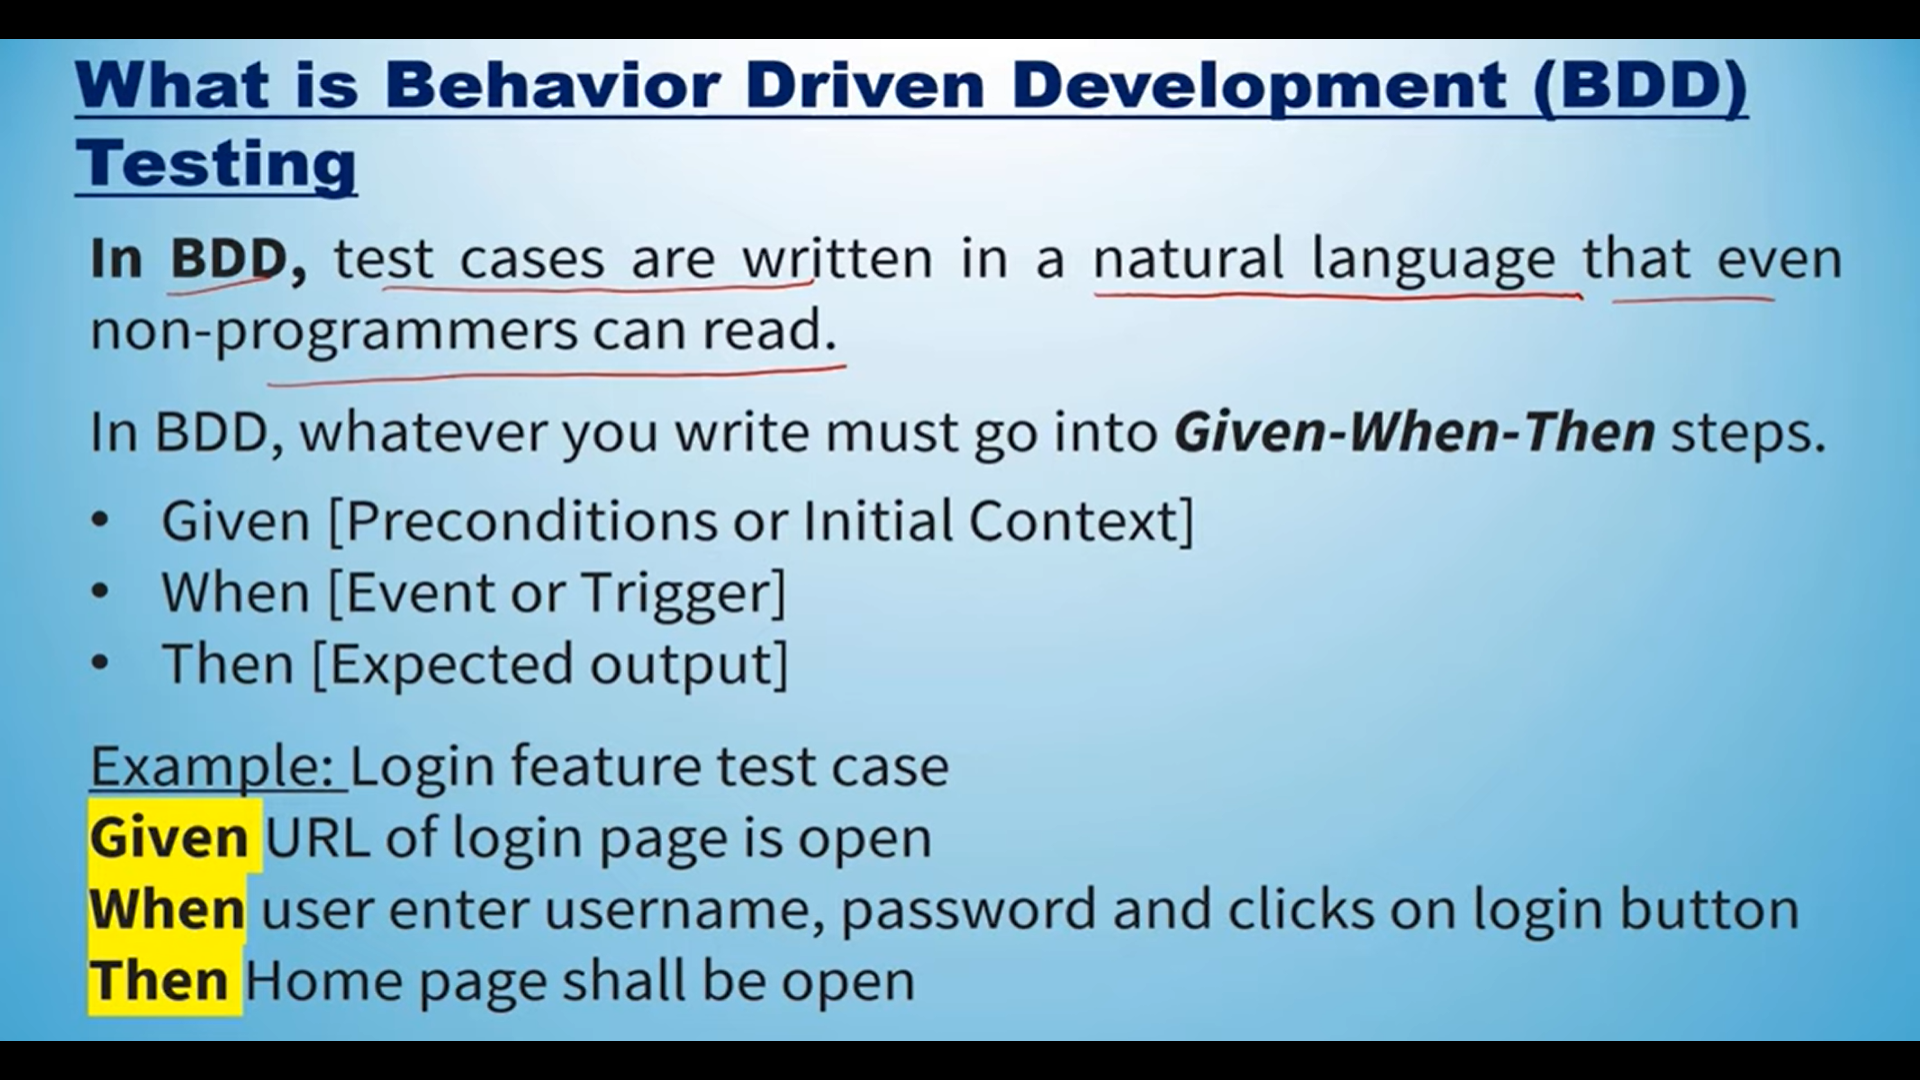 What is Behavior Driven Development (BDD)
Testing
In BDD, test cases are written in a natural language that even
non-programmers can read.
In BDD, whatever you write must go into Given-When-Then steps.
• Given [Preconditions or Initial Context]
• When [Event or Trigger]
• Then [Expected output]
Example: Login feature test case
Given URL of login page is open
When user enter username, password and clicks on login button
Then Home page shall be open